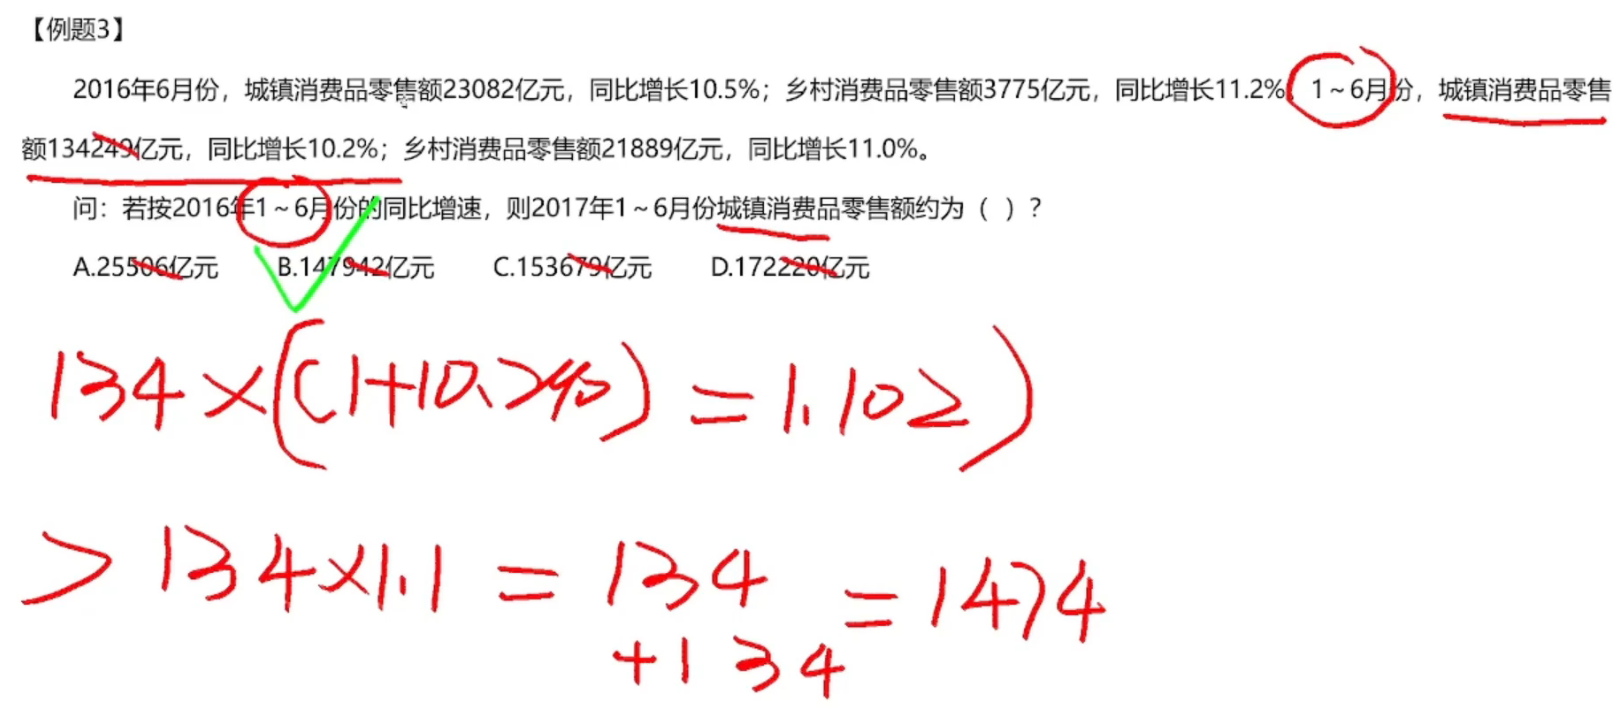 【例题3】
2016年6月份，城镇消费品零售额23082亿元，同比增长10.5%；乡村消费品零售额3775亿元，同比增长11.2%。1~6月份，城镇消费品零售
额134249亿元，同比增长10.2%；乡村消费品零售额21889亿元，同比增长11.0%。
问：若按2016年1~6月份的同比增速，则2017年1~6月份城镇消费品零售额约为（ ）？
A.25506亿元 B.147942亿元 C.153679亿元 D.172220亿元
134×((1+10.2%)=1.102)
>134×1.1=134 =1474
+134